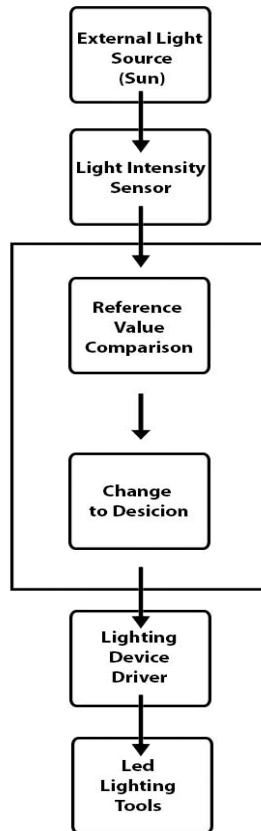 External Light
Source
(Sun)
Light Intensity
Sensor
Reference
Value
Comparison
Change
to Desicion
Lighting
Device
Driver
Led
Lighting
Tools